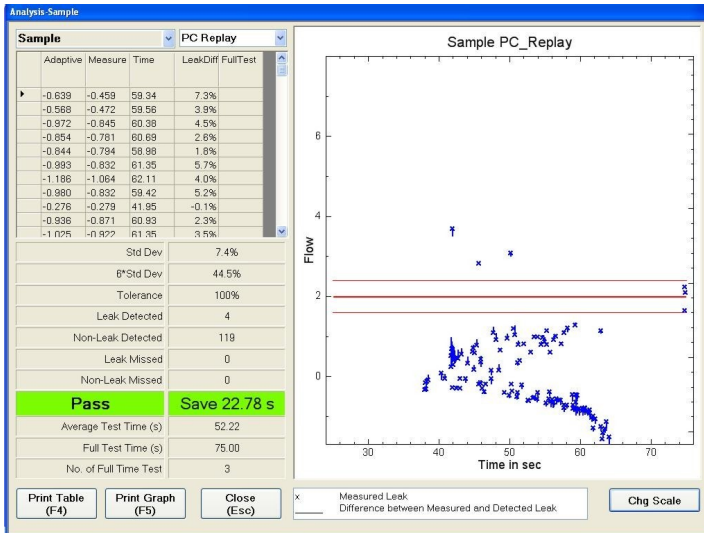 Analysis-Sample
Sample PC Replay
Adaptive Measure Time LeakDiff FullTest
-0.639 -0.459 59.34 7.3%
-0.568 -0.472 59.56 3.9%
-0.972 -0.845 60.38 4.5%
-0.854 -0.781 60.69 2.6%
-0.844 -0.794 58.98 1.8%
-0.993 -0.832 61.35 5.7%
-1.186 -1.064 62.11 4.0%
-0.980 -0.832 59.42 5.2%
-0.276 -0.279 41.95 -0.1%
-0.936 -0.871 60.93 2.3%
-1.025 -0.922 61.35 3.5%
Std Dev 7.4%
6*Std Dev 44.5%
Tolerance 100%
Leak Detected 4
Non-Leak Detected 119
Leak Missed 0
Non-Leak Missed 0
Pass Save 22.78 s
Average Test Time (s) 52.22
Full Test Time (s) 75.00
No. of Full Time Test 3
Print Table (F4)
Print Graph (F5)
Close (Esc)
Sample PC_Replay
Flow
6
4
2
0
30 40 50 60 70
Time in sec
x Measured Leak
Difference between Measured and Detected Leak
Chg Scale